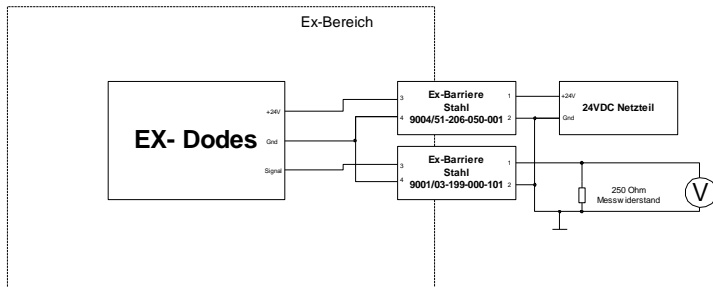 Ex-Bereich
EX- Dodes
+24V
Gnd
Signal
3
4
Ex-Barriere
Stahl
9004/51-206-050-001
1
2
+24V
Gnd
24VDC Netzteil
3
4
Ex-Barriere
Stahl
9001/03-199-000-101
1
2
250 Ohm
Messwiderstand
V